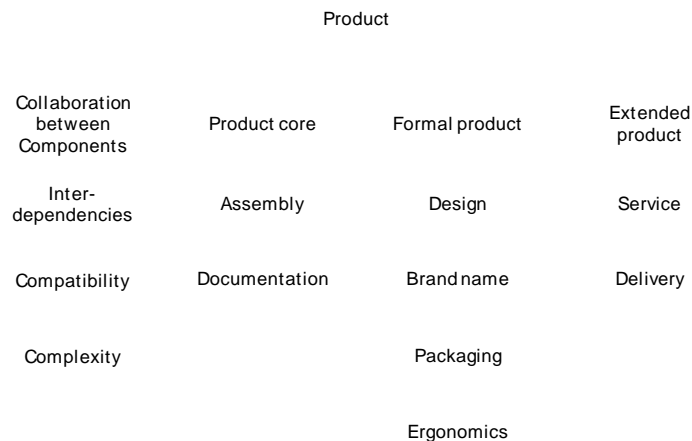 Product
Collaboration
between
Components
Product core
Formal product
Extended
product
Inter-
dependencies
Assembly
Design
Service
Compatibility
Documentation
Brand name
Delivery
Complexity
Packaging
Ergonomics